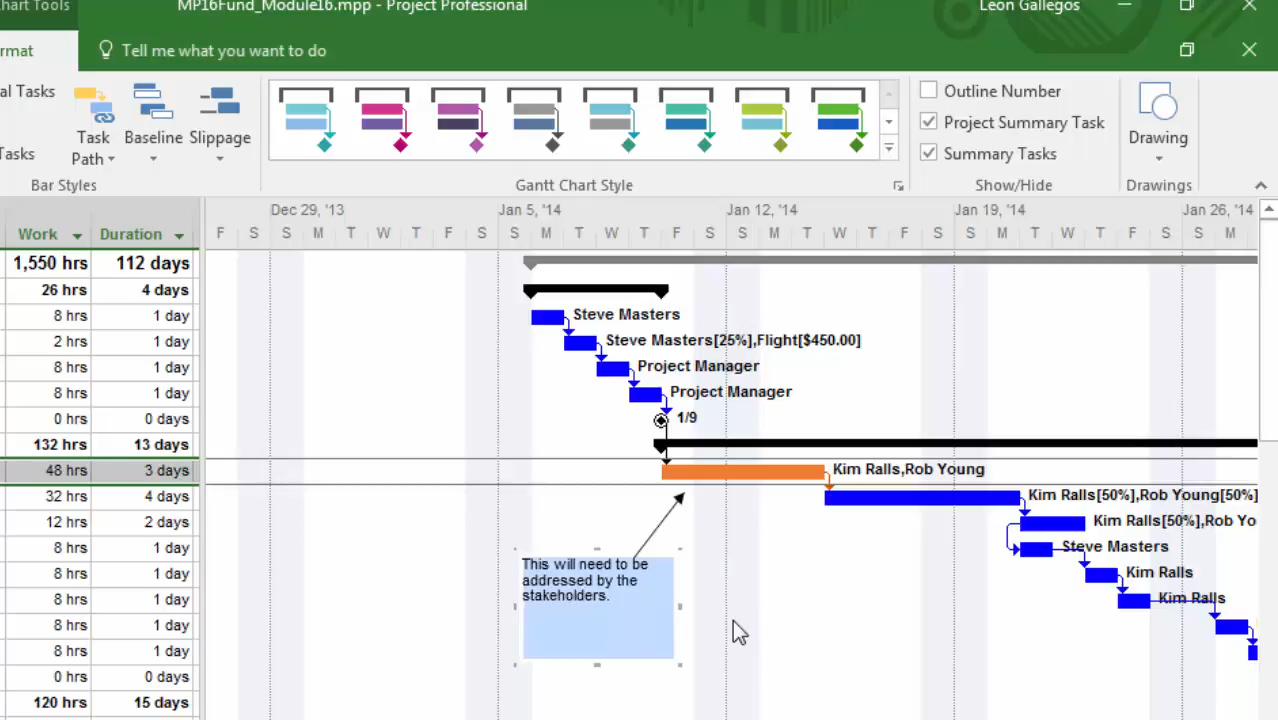 hart Tools
MP16Fund_Module16.mpp - Project Professional
Leon Gallegos
rmat
Tell me what you want to do
al Tasks
Tasks
Task Path
Baseline
Slippage
Outline Number
Project Summary Task
Summary Tasks
Drawing
Bar Styles
Gantt Chart Style
Show/Hide
Drawings
Dec 29, '13 Jan 5, '14 Jan 12, '14 Jan 19, '14 Jan 26, '14
Work Duration F S S M T W T F S S M T W T F S S M T W T F S S M T W T F S S M
1,550 hrs 112 days
26 hrs 4 days
8 hrs 1 day Steve Masters
2 hrs 1 day Steve Masters[25%],Flight[$450.00]
8 hrs 1 day Project Manager
8 hrs 1 day Project Manager
0 hrs 0 days 1/9
132 hrs 13 days
48 hrs 3 days Kim Ralls,Rob Young
32 hrs 4 days Kim Ralls[50%],Rob Young[50%]
12 hrs 2 days Kim Ralls[50%],Rob Yo
8 hrs 1 day Steve Masters
8 hrs 1 day Kim Ralls
8 hrs 1 day Kim Ralls
8 hrs 1 day
8 hrs 1 day
0 hrs 0 days
120 hrs 15 days
This will need to be
addressed by the
stakeholders.